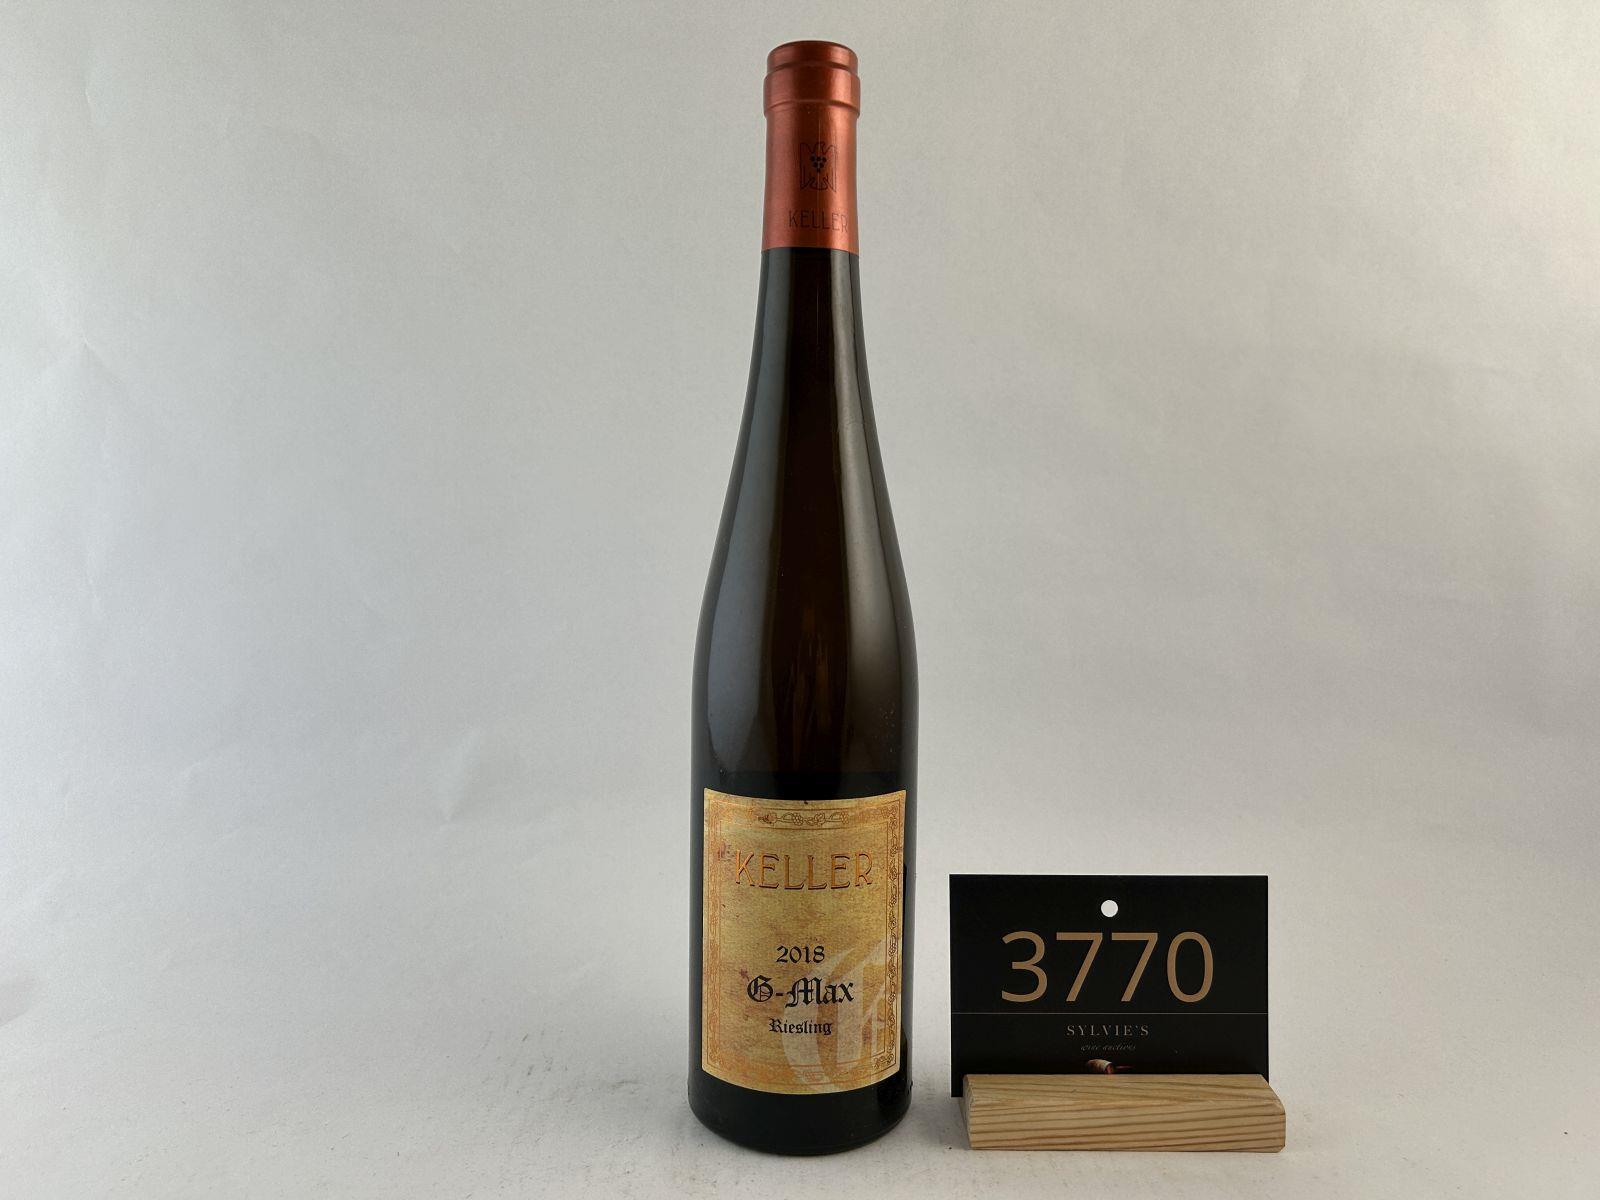 KELLER
KELLER
2018
G-Max
Riesling
3770
SYLVIE'S
wine auctions